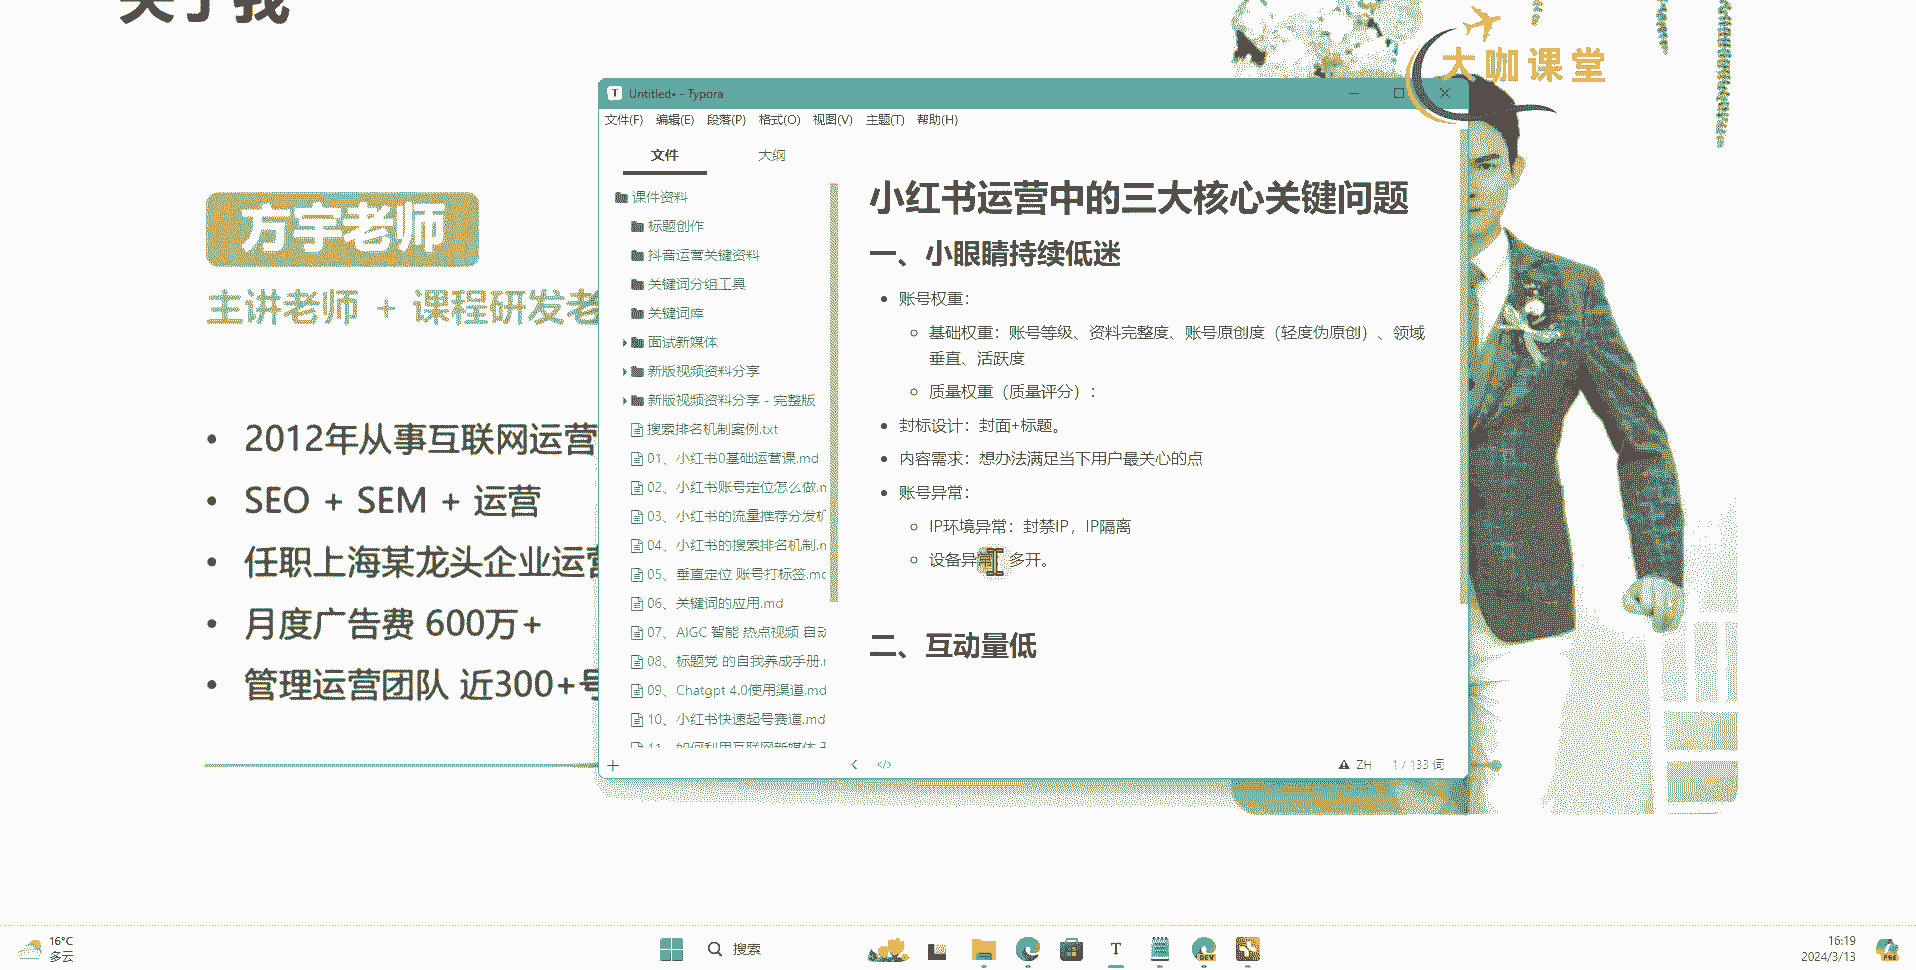 关于我
大咖课堂
方宇老师
主讲老师 + 课程研发老
2012年从事互联网运营
SEO + SEM + 运营
任职上海某龙头企业运营
月度广告费 600万+
管理运营团队 近300+号
Untitled• - Typora
文件(F) 编辑(E) 段落(P) 格式(O) 视图(V) 主题(T) 帮助(H)
文件 大纲
课件资料
标题创作
抖音运营关键资料
关键词分组工具
关键词库
面试新媒体
新版视频资料分享
新版视频资料分享 - 完整版
搜索排名机制案例.txt
01、小红书0基础运营课.md
02、小红书账号定位怎么做.m
03、小红书的流量推荐分发机
04、小红书的搜索排名机制.m
05、垂直定位 账号打标签.md
06、关键词的应用.md
07、AIGC 智能 热点视频 自动
08、标题党 的自我养成手册.m
09、Chatgpt 4.0使用渠道.md
10、小红书快速起号赛道.md
11、如何利用互联网新媒体
小红书运营中的三大核心关键问题
一、小眼睛持续低迷
账号权重：
基础权重：账号等级、资料完整度、账号原创度（轻度伪原创）、领域
垂直、活跃度
质量权重（质量评分）：
封标设计：封面+标题。
内容需求：想办法满足当下用户最关心的点
账号异常：
IP环境异常：封禁IP，IP隔离
设备异常：多开。
二、互动量低
ZH 1 / 133 词
16°C
多云
搜索
T
DEV
16:19
2024/3/13
PRE